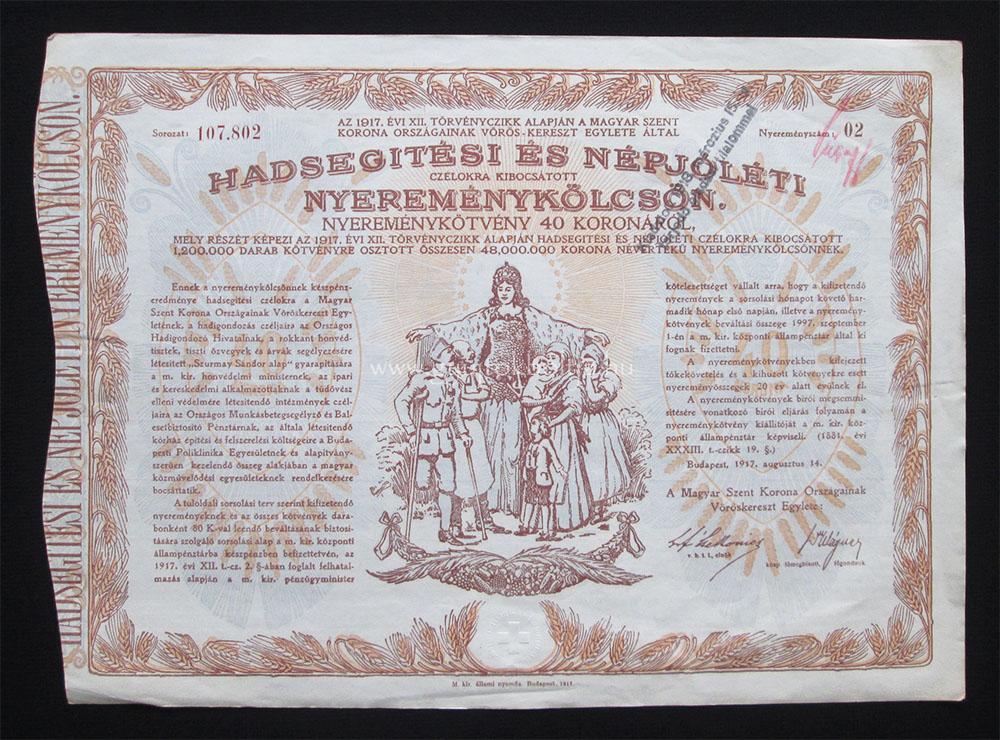 HADSEGITÉSI ÉS NÉPJÓLÉTI NYEREMÉNYKÖLCSÖN.
AZ 1917. ÉVI XII. TÖRVÉNYCZIKK ALAPJÁN A MAGYAR SZENT
KORONA ORSZÁGAINAK VÖRÖS-KERESZT EGYLETE ÁLTAL
Sorozat: 107.802
Nyereményszám: 02
HADSEGITÉSI ÉS NÉPJÓLÉTI
CZÉLOKRA KIBOCSÁTOTT
NYEREMÉNYKÖLCSÖN.
NYEREMÉNYKÖTVÉNY 40 KORONÁRÓL,
MELY RÉSZÉT KÉPEZI AZ 1917. ÉVI XII. TÖRVÉNYCZIKK ALAPJÁN HADSEGITÉSI ÉS NÉPJÓLÉTI CZÉLOKRA KIBOCSÁTOTT
1,200.000 DARAB KÖTVÉNYRE OSZTOTT ÖSSZESEN 48,000.000 KORONA NÉVÉRTÉKŰ NYEREMÉNYKÖLCSÖNNEK.
Ennek a nyereménykölcsönnek készpénz-
eredménye hadsegitési czélokra a Magyar
Szent Korona Országainak Vöröskereszt Egy-
letének, a hadigondozás czéljaira az Országos
Hadigondozó Hivatalnak, a rokkant honvéd-
tisztek, tiszti özvegyek és árvák segélyezésére
létesitett „Szurmay Sándor alap" gyarapitására
a m. kir. honvédelmi ministernek, az ipari
és kereskedelmi alkalmazottaknak a tüdővész
elleni védelmére létesitendő intézmények czél-
jaira az Országos Munkásbetegsegélyző és Bal-
esetbiztositó Pénztárnak, az általa létesitendő
kórház épitési és felszerelési költségeire a Buda-
pesti Poliklinika Egyesületnek és alapitvány-
szerűen kezelendő összeg alakjában a magyar
közművelődési egyesületeknek rendelkezésére
bocsáttatik.
A túloldali sorsolási terv szerint kifizetendő
nyereményeknek és az összes kötvények dara-
bonként 80 K-val leendő beváltásának biztosi-
tására szolgáló sorsolási alap a m. kir. központi
állampénztárba készpénzben befizettetvén, az
1917. évi XII. t.-cz. 2. §-ában foglalt felhatal-
mazás alapján a m. kir. pénzügyminister
kötelezettséget vállalt arra, hogy a kifizetendő
nyeremények a sorsolási hónapot követő har-
madik hónap első napján, illetve a nyeremény-
kötvények beváltási összege 1997. szeptember
1-én a m. kir. központi állampénztár által ki
fognak fizettetni.
A nyereménykötvényekben kifejezett
tőkekövetelés és a kihúzott kötvényekre esett
nyereményösszegek 20 év alatt évülnek el.
A nyereménykötvények birói megsemmi-
sitésére vonatkozó birói eljárás folyamán a
nyereménykötvény kiállitóját a m. kir. köz-
ponti állampénztár képviseli. (1881. évi
XXXIII. t.-czikk 19. §.)
Budapest, 1917. augusztus 14.
A Magyar Szent Korona Országainak
Vöröskereszt Egylete:
v. b. t. t., elnök
közp. főmegbizott, főgondnok
M. kir. állami nyomda. Budapest, 1917.